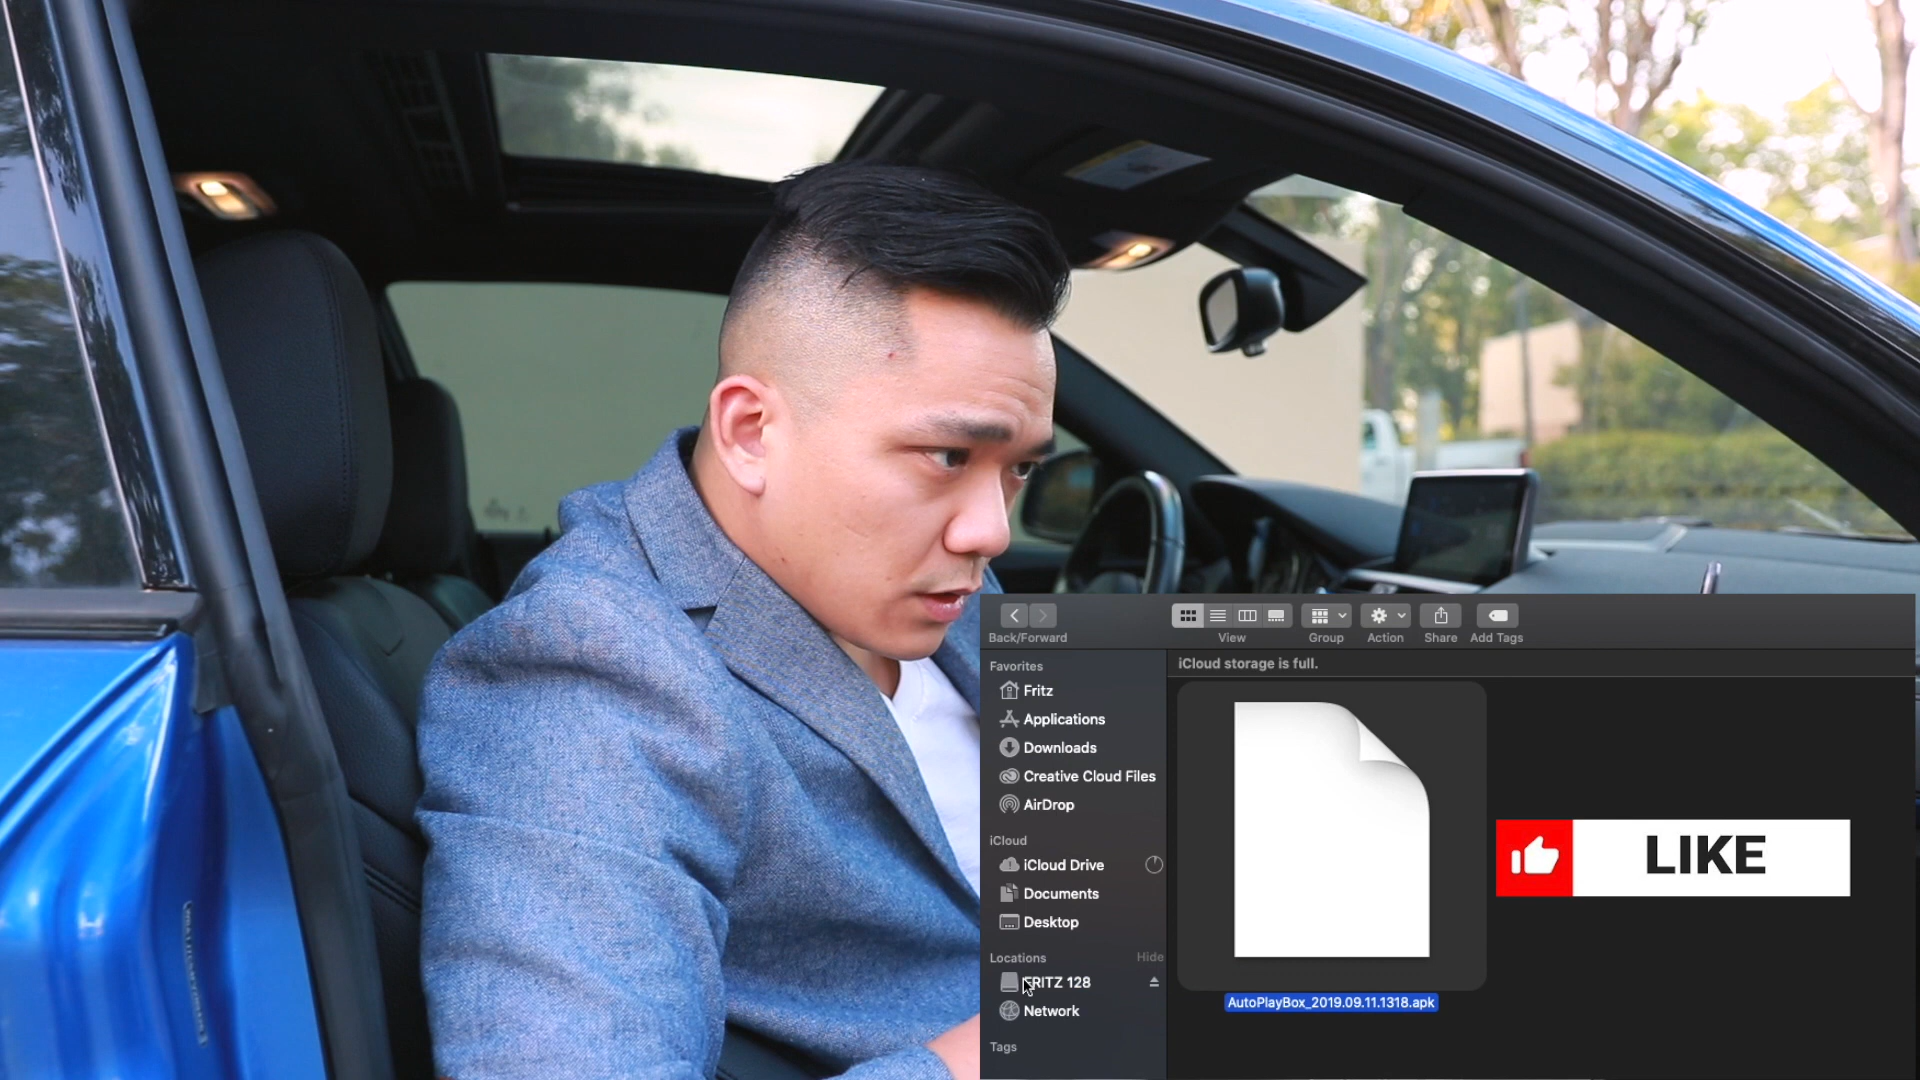 Back/Forward
View
Group
Action
Share
Add Tags
Favorites
iCloud storage is full.
Fritz
Applications
Downloads
Creative Cloud Files
AirDrop
iCloud
iCloud Drive
Documents
Desktop
Locations
Hide
FRITZ 128
Network
Tags
AutoPlayBox_2019.09.11.1318.apk
LIKE